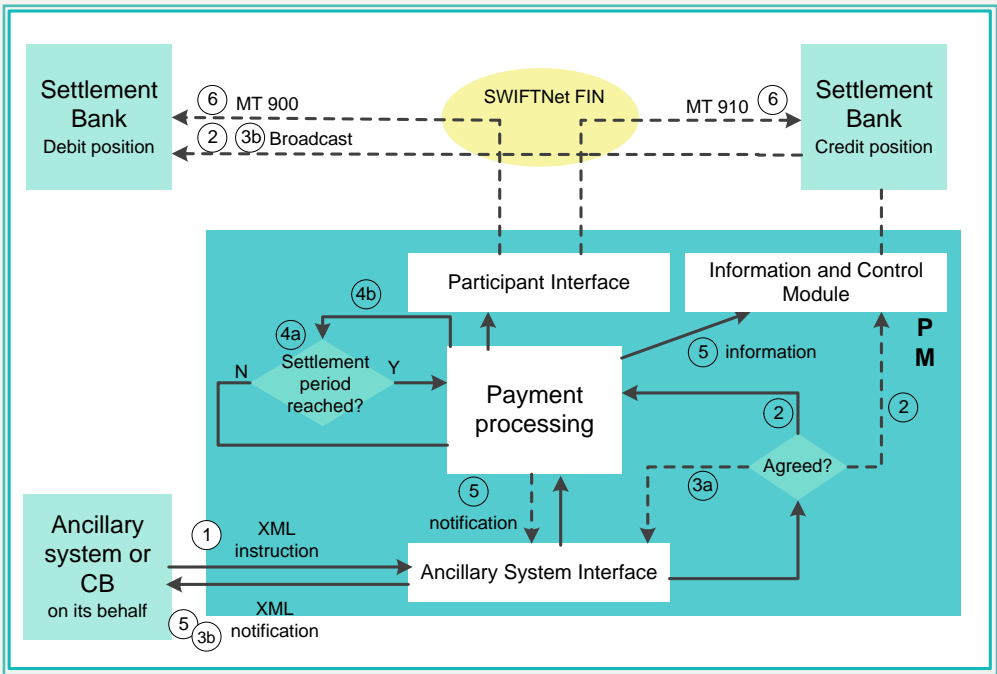 Settlement
Bank
Debit position
6 MT 900
2 3b Broadcast
SWIFTNet FIN
MT 910 6
Settlement
Bank
Credit position
Participant Interface
Information and Control
Module
P
M
4b
4a
Settlement
period
reached?
N
Y
Payment
processing
5 information
2
2
Agreed?
3a
5
notification
Ancillary
system or
CB
on its behalf
1
XML
instruction
Ancillary System Interface
XML
notification
5
3b